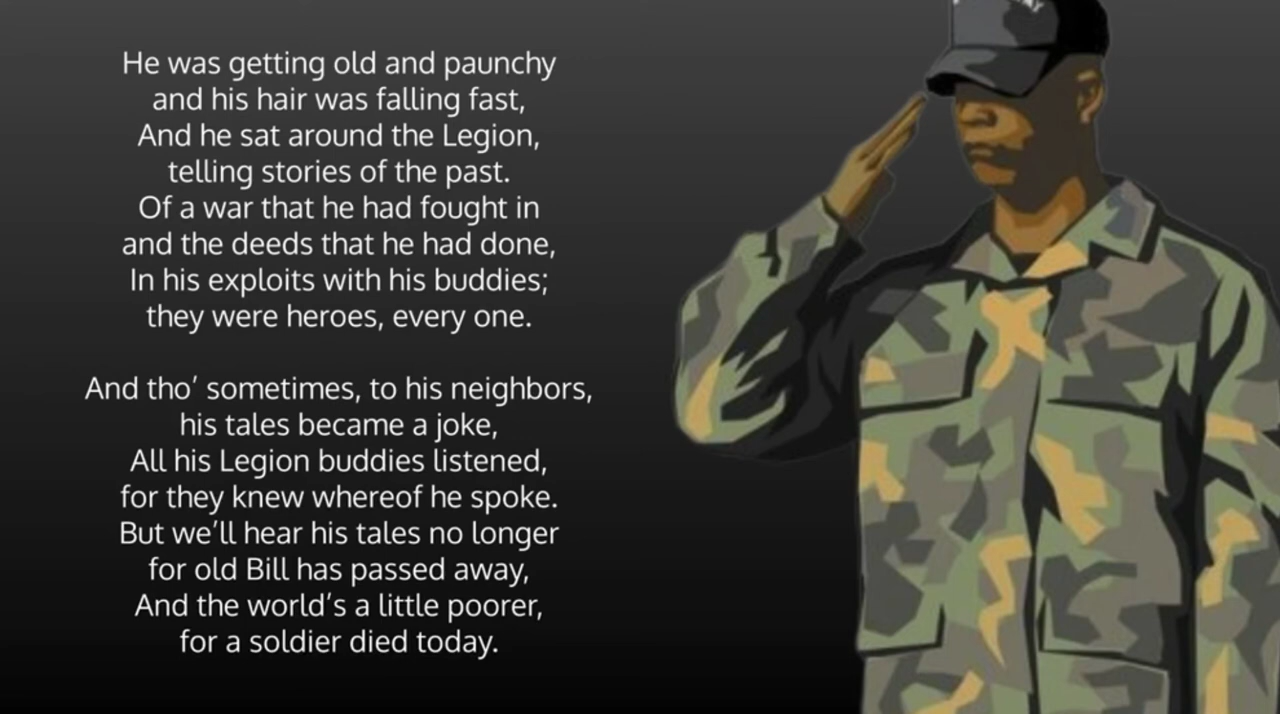 He was getting old and paunchy
and his hair was falling fast,
And he sat around the Legion,
telling stories of the past.
Of a war that he had fought in
and the deeds that he had done,
In his exploits with his buddies;
they were heroes, every one.
And tho’ sometimes, to his neighbors,
his tales became a joke,
All his Legion buddies listened,
for they knew whereof he spoke.
But we’ll hear his tales no longer
for old Bill has passed away,
And the world’s a little poorer,
for a soldier died today.